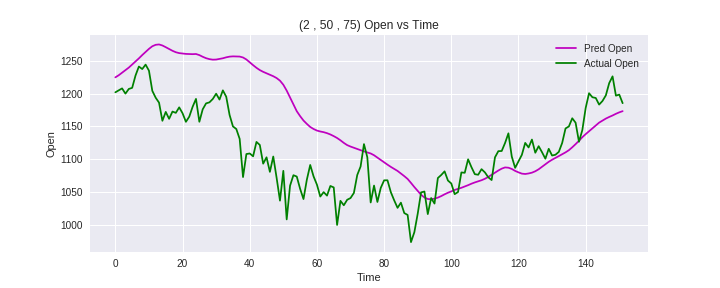 (2 , 50 , 75) Open vs Time
Pred Open
Actual Open
Open
1250
1200
1150
1100
1050
1000
0 20 40 60 80 100 120 140
Time